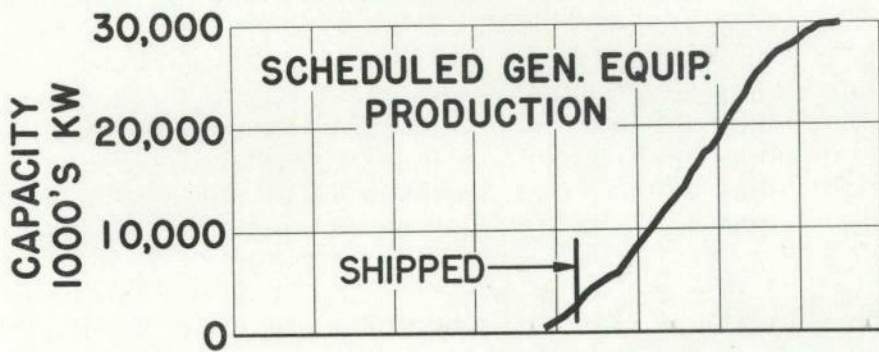 30,000
SCHEDULED GEN. EQUIP.
PRODUCTION
20,000
CAPACITY
1000'S KW
10,000
SHIPPED
0